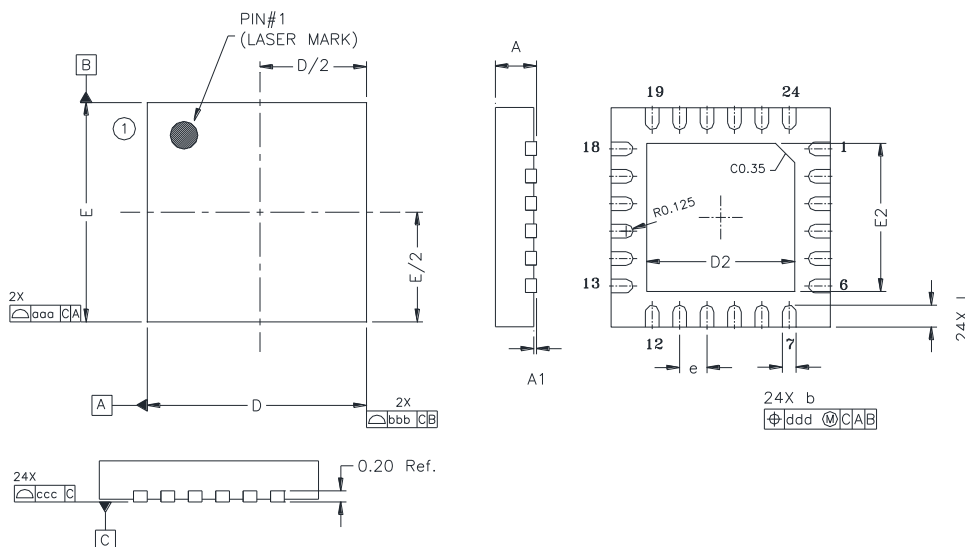 PIN#1
(LASER MARK)
B
D/2
1
E
E/2
2X
aaa C A
A
D
2X
bbb C B
24X
ccc C
0.20 Ref.
C
A
A1
19
24
18
1
C0.35
R0.125
E2
D2
13
6
12
7
e
24X L
24X b
ddd Ⓜ C A B